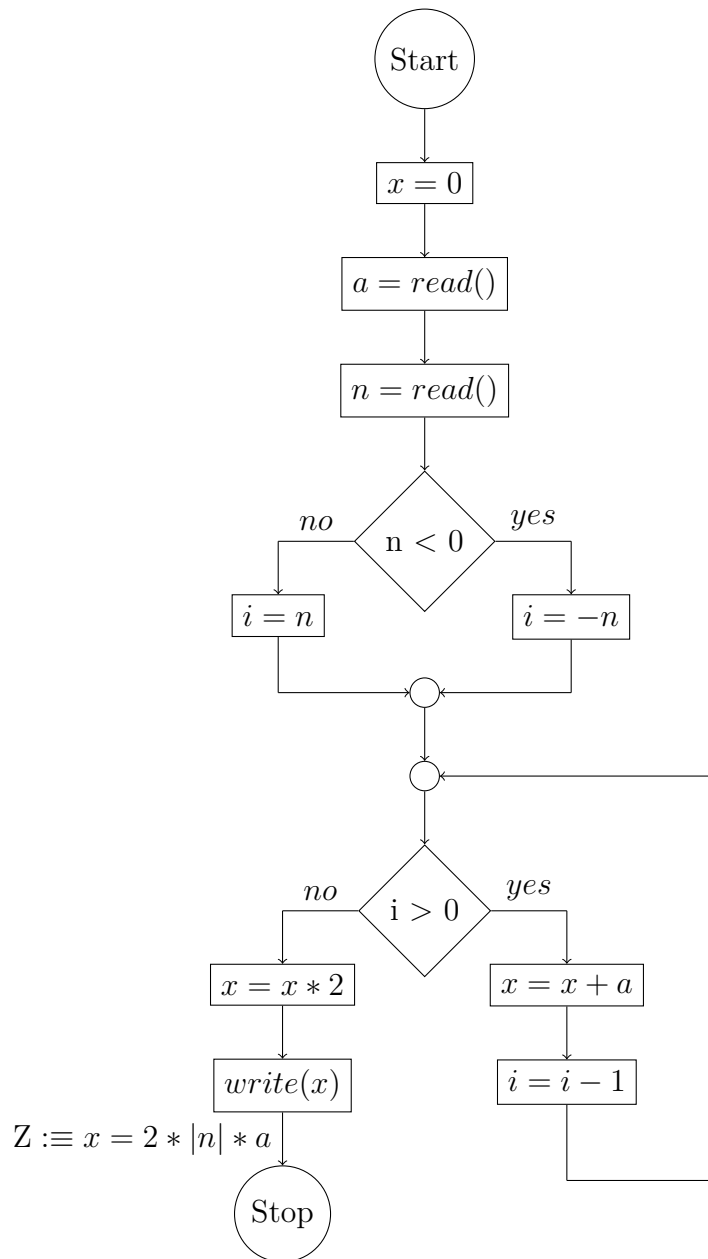 Start
x = 0
a = read()
n = read()
n < 0
no
yes
i = n
i = −n
i > 0
no
yes
x = x ∗ 2
x = x + a
write(x)
i = i − 1
Z :≡ x = 2 ∗ |n| ∗ a
Stop